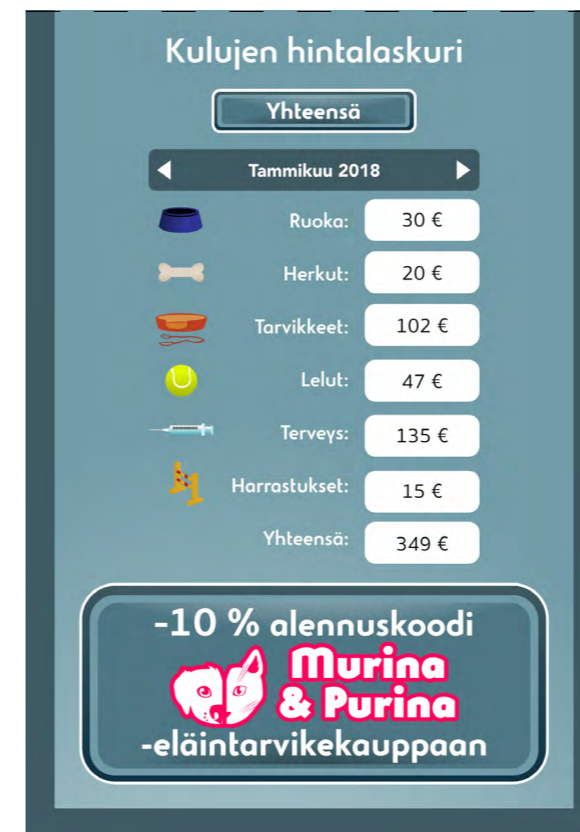 Kulujen hintalaskuri
Yhteensä
Tammikuu 2018
Ruoka: 30 €
Herkut: 20 €
Tarvikkeet: 102 €
Lelut: 47 €
Terveys: 135 €
Harrastukset: 15 €
Yhteensä: 349 €
-10 % alennuskoodi
Murina
& Purina
-eläintarvikekauppaan